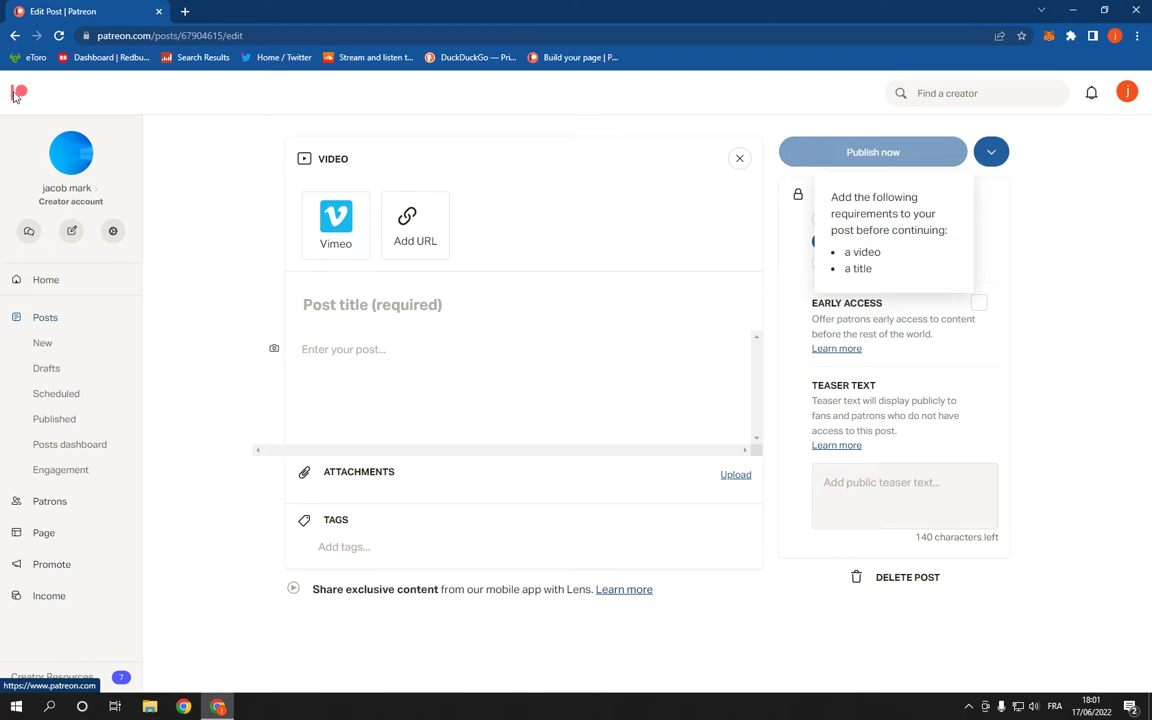 Edit Post | Patreon
patreon.com/posts/67904615/edit
eToro
Dashboard | Redbu...
Search Results
Home / Twitter
Stream and listen t...
DuckDuckGo — Pri...
Build your page | P...
Find a creator
j
jacob mark
Creator account
Home
Posts
New
Drafts
Scheduled
Published
Posts dashboard
Engagement
Patrons
Page
Promote
Income
Creator Resources
7
https://www.patreon.com
VIDEO
Vimeo
Add URL
Post title (required)
Enter your post...
ATTACHMENTS
Upload
TAGS
Add tags...
Share exclusive content from our mobile app with Lens. Learn more
Publish now
Add the following
requirements to your
post before continuing:
• a video
• a title
EARLY ACCESS
Offer patrons early access to content
before the rest of the world.
Learn more
TEASER TEXT
Teaser text will display publicly to
fans and patrons who do not have
access to this post.
Learn more
Add public teaser text...
140 characters left
DELETE POST
FRA
18:01
17/06/2022
2